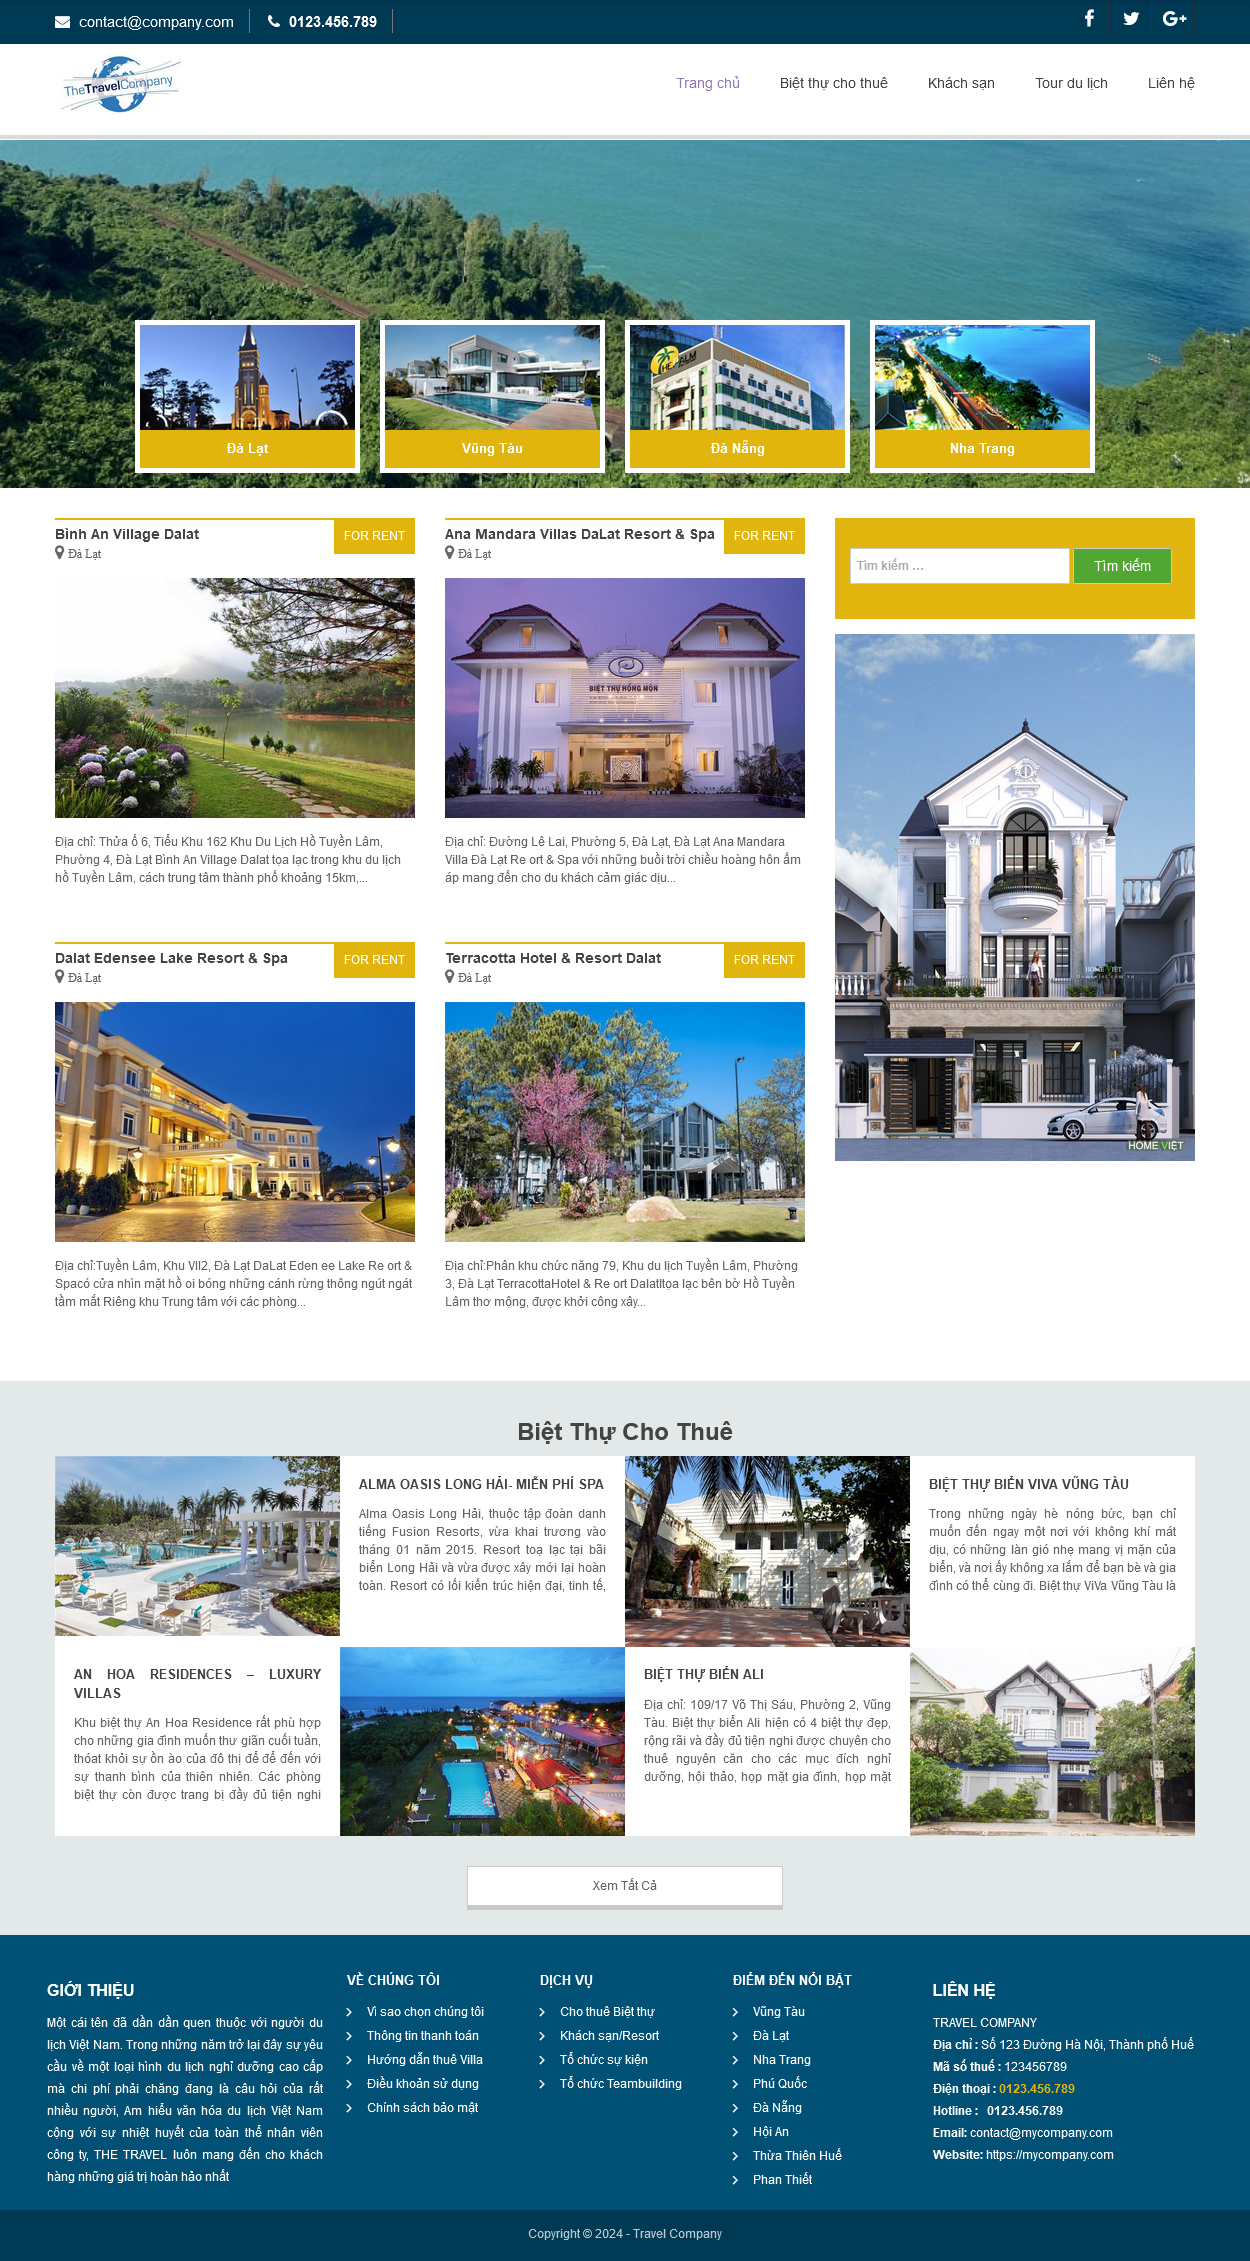 contact@company.com
0123.456.789
TheTravelCompany
Trang chủ
Biệt thự cho thuê
Khách sạn
Tour du lịch
Liên hệ
Đà Lạt
Vũng Tàu
Đà Nẵng
Nha Trang
Bình An Village Dalat
FOR RENT
Đà Lạt
Địa chỉ: Thửa ố 6, Tiểu Khu 162 Khu Du Lịch Hồ Tuyền Lâm,
Phường 4, Đà Lạt Bình An Village Dalat tọa lạc trong khu du lịch
hồ Tuyền Lâm, cách trung tâm thành phố khoảng 15km,...
Ana Mandara Villas DaLat Resort & Spa
FOR RENT
Đà Lạt
BIỆT THỰ HỒNG MÔN
Địa chỉ: Đường Lê Lai, Phường 5, Đà Lạt, Đà Lạt Ana Mandara
Villa Đà Lạt Re ort & Spa với những buổi trời chiều hoàng hôn ấm
áp mang đến cho du khách cảm giác dịu...
Tìm kiếm ...
Tìm kiếm
HOME VIỆT
HOME VIỆT
Dalat Edensee Lake Resort & Spa
FOR RENT
Đà Lạt
Địa chỉ:Tuyền Lâm, Khu VII2, Đà Lạt DaLat Eden ee Lake Re ort &
Spacó cửa nhìn mặt hồ oi bóng những cánh rừng thông ngút ngát
tầm mắt Riêng khu Trung tâm với các phòng...
Terracotta Hotel & Resort Dalat
FOR RENT
Đà Lạt
Địa chỉ:Phân khu chức năng 79, Khu du lịch Tuyền Lâm, Phường
3, Đà Lạt TerracottaHotel & Re ort Dalatltọa lạc bên bờ Hồ Tuyền
Lâm thơ mộng, được khởi công xây...
Biệt Thự Cho Thuê
ALMA OASIS LONG HẢI- MIỄN PHÍ SPA
Alma Oasis Long Hải, thuộc tập đoàn danh
tiếng Fusion Resorts, vừa khai trương vào
tháng 01 năm 2015. Resort toạ lạc tại bãi
biển Long Hải và vừa được xây mới lại hoàn
toàn. Resort có lối kiến trúc hiện đại, tinh tế,
BIỆT THỰ BIỂN VIVA VŨNG TÀU
Trong những ngày hè nóng bức, bạn chỉ
muốn đến ngay một nơi với không khí mát
dịu, có những làn gió nhẹ mang vị mặn của
biển, và nơi ấy không xa lắm để bạn bè và gia
đình có thể cùng đi. Biệt thự ViVa Vũng Tàu là
AN HOA RESIDENCES – LUXURY
VILLAS
Khu biệt thự An Hoa Residence rất phù hợp
cho những gia đình muốn thư giãn cuối tuần,
thoát khỏi sự ồn ào của đô thị để để đến với
sự thanh bình của thiên nhiên. Các phòng
biệt thự còn được trang bị đầy đủ tiện nghi
BIỆT THỰ BIỂN ALI
Địa chỉ: 109/17 Võ Thị Sáu, Phường 2, Vũng
Tàu. Biệt thự biển Ali hiện có 4 biệt thự đẹp,
rộng rãi và đầy đủ tiện nghi được chuyên cho
thuê nguyên căn cho các mục đích nghỉ
dưỡng, hội thảo, họp mặt gia đình, họp mặt
Xem Tất Cả
GIỚI THIỆU
Một cái tên đã dần dần quen thuộc với người du
lịch Việt Nam. Trong những năm trở lại đây sự yêu
cầu về một loại hình du lịch nghỉ dưỡng cao cấp
mà chi phí phải chăng đang là câu hỏi của rất
nhiều người, Am hiểu văn hóa du lịch Việt Nam
cộng với sự nhiệt huyết của toàn thể nhân viên
công ty, THE TRAVEL luôn mang đến cho khách
hàng những giá trị hoàn hảo nhất
VỀ CHÚNG TÔI
Vì sao chọn chúng tôi
Thông tin thanh toán
Hướng dẫn thuê Villa
Điều khoản sử dụng
Chính sách bảo mật
DỊCH VỤ
Cho thuê Biệt thự
Khách sạn/Resort
Tổ chức sự kiện
Tổ chức Teambuilding
ĐIỂM ĐẾN NỔI BẬT
Vũng Tàu
Đà Lạt
Nha Trang
Phú Quốc
Đà Nẵng
Hội An
Thừa Thiên Huế
Phan Thiết
LIÊN HỆ
TRAVEL COMPANY
Địa chỉ : Số 123 Đường Hà Nội, Thành phố Huế
Mã số thuế : 123456789
Điện thoại : 0123.456.789
Hotline : 0123.456.789
Email: contact@mycompany.com
Website: https://mycompany.com
Copyright © 2024 - Travel Company